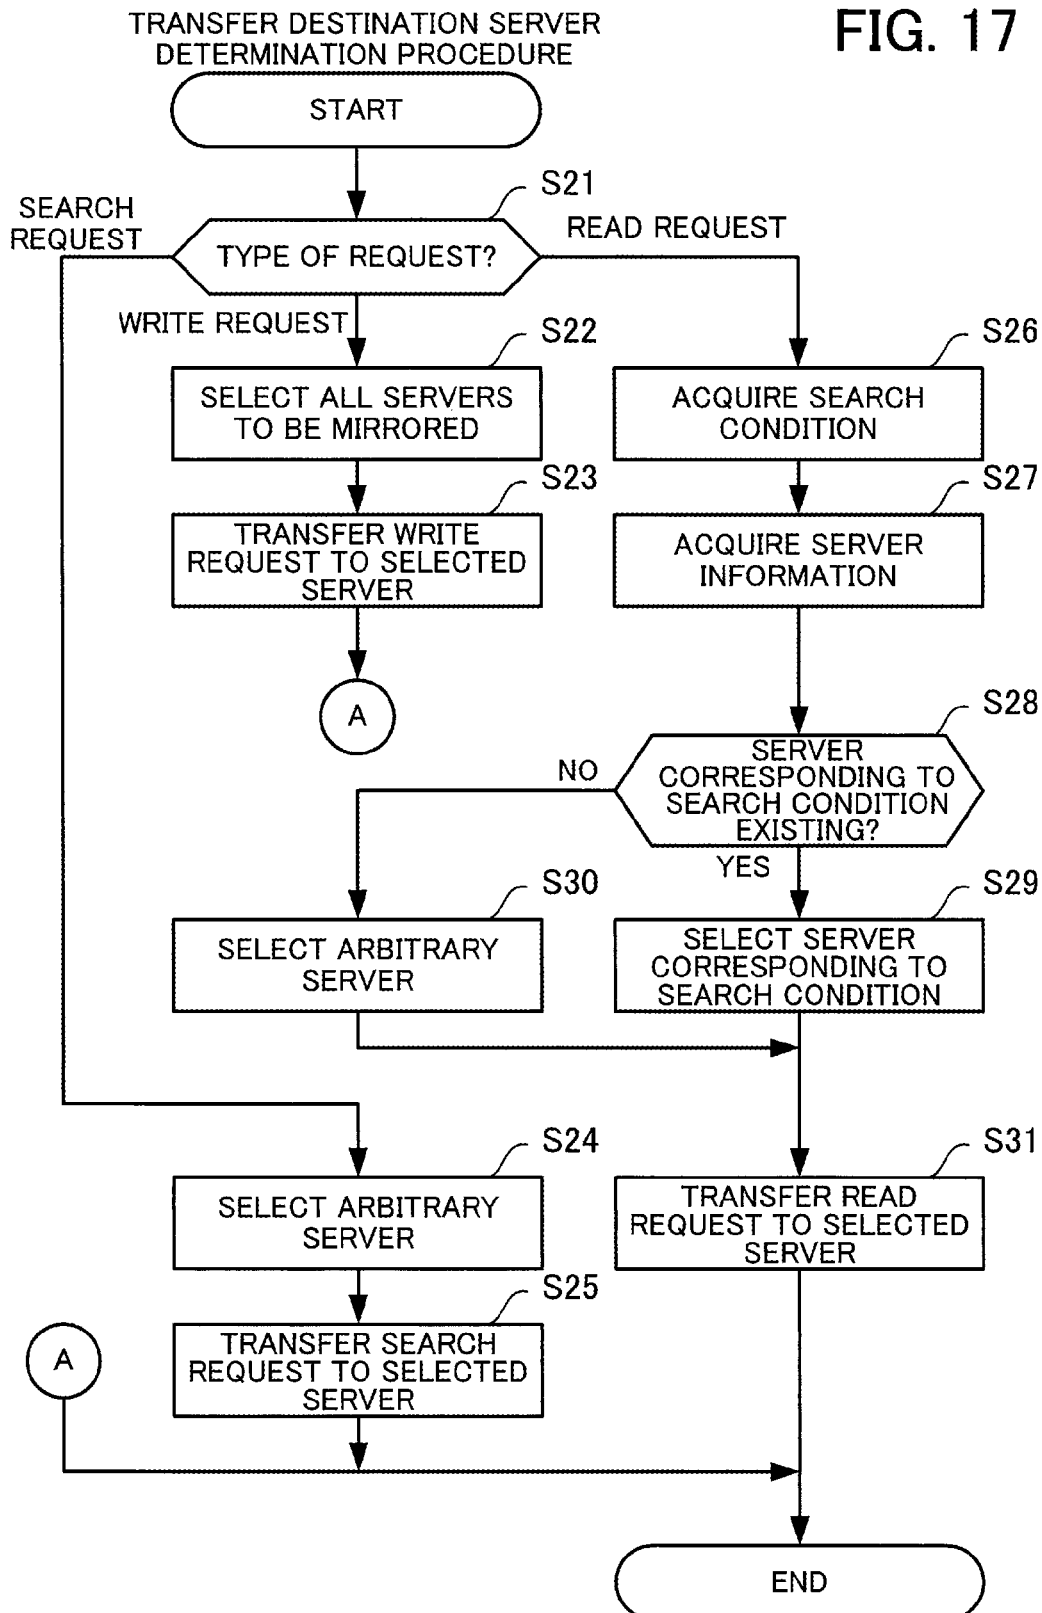 TRANSFER DESTINATION SERVER
DETERMINATION PROCEDURE
FIG. 17
START
S21
SEARCH
REQUEST
TYPE OF REQUEST?
READ REQUEST
WRITE REQUEST
S22
SELECT ALL SERVERS
TO BE MIRRORED
S26
ACQUIRE SEARCH
CONDITION
S23
TRANSFER WRITE
REQUEST TO SELECTED
SERVER
S27
ACQUIRE SERVER
INFORMATION
A
S28
SERVER
CORRESPONDING TO
SEARCH CONDITION
EXISTING?
NO
YES
S30
SELECT ARBITRARY
SERVER
S29
SELECT SERVER
CORRESPONDING TO
SEARCH CONDITION
S24
SELECT ARBITRARY
SERVER
S31
TRANSFER READ
REQUEST TO SELECTED
SERVER
S25
TRANSFER SEARCH
REQUEST TO SELECTED
SERVER
A
END